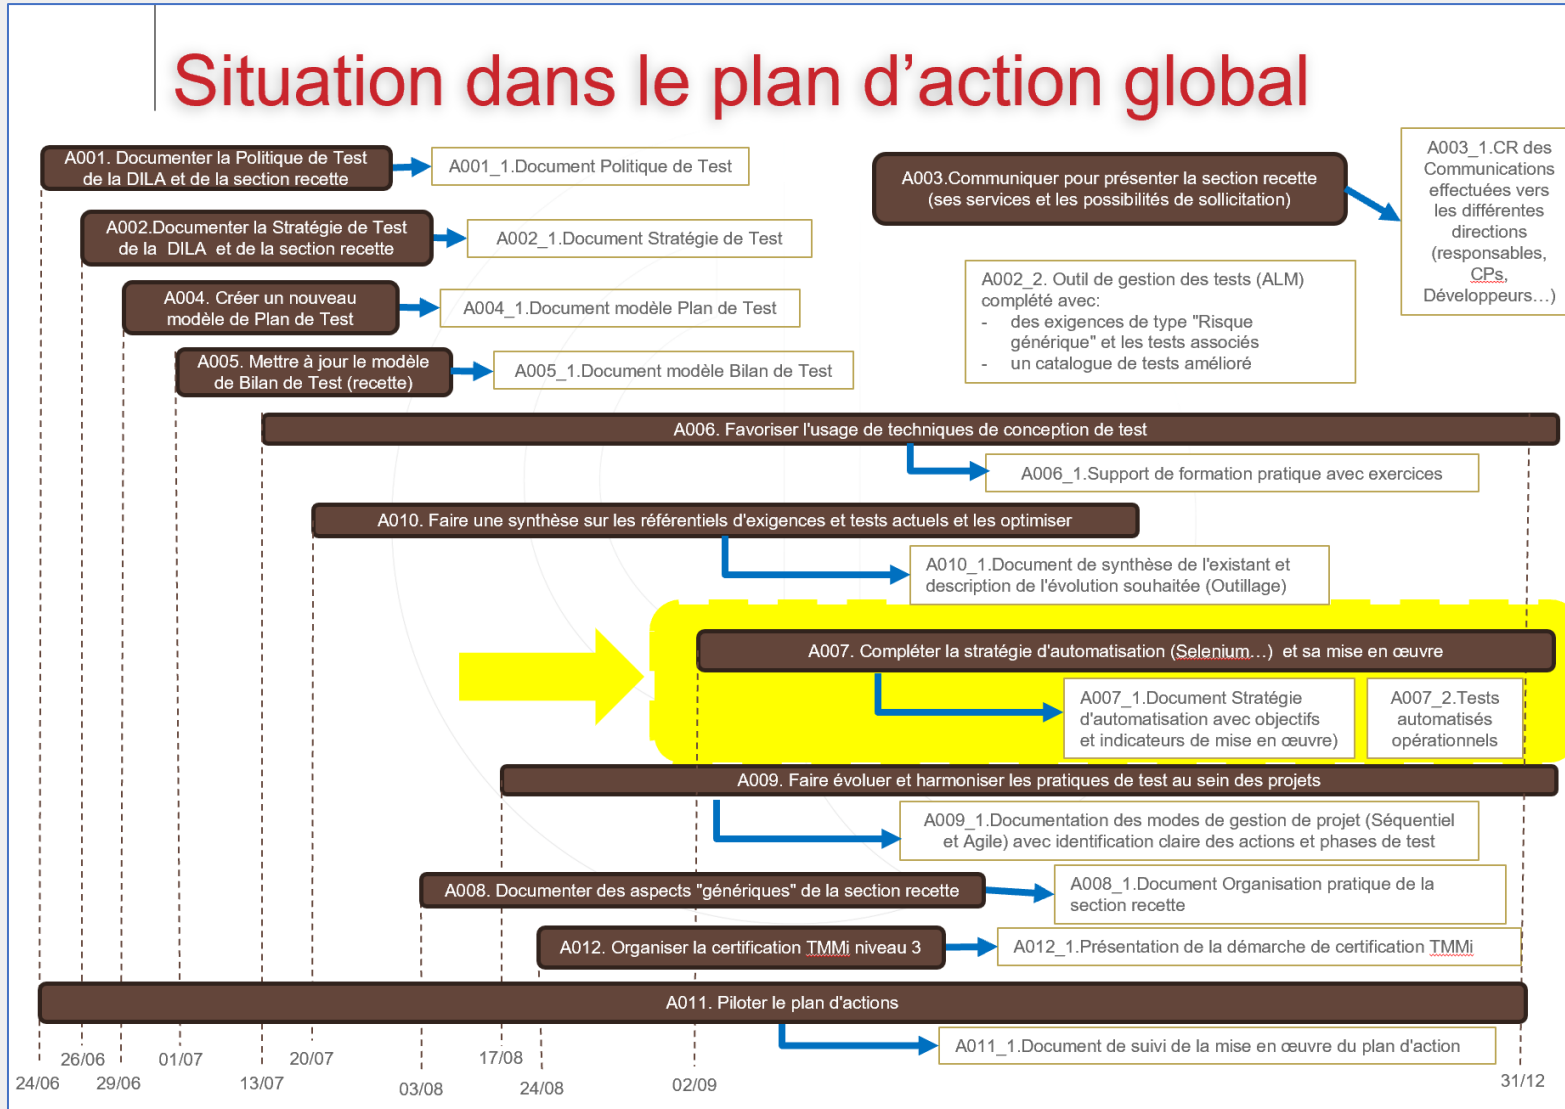 Situation dans le plan d’action global
A001. Documenter la Politique de Test
de la DILA et de la section recette
A001_1.Document Politique de Test
A003.Communiquer pour présenter la section recette
(ses services et les possibilités de sollicitation)
A003_1.CR des
Communications
effectuées vers
les différentes
directions
(responsables,
CPs,
Développeurs…)
A002.Documenter la Stratégie de Test
de la DILA et de la section recette
A002_1.Document Stratégie de Test
A002_2. Outil de gestion des tests (ALM)
complété avec:
- des exigences de type "Risque
générique" et les tests associés
- un catalogue de tests amélioré
A004. Créer un nouveau
modèle de Plan de Test
A004_1.Document modèle Plan de Test
A005. Mettre à jour le modèle
de Bilan de Test (recette)
A005_1.Document modèle Bilan de Test
A006. Favoriser l'usage de techniques de conception de test
A006_1.Support de formation pratique avec exercices
A010. Faire une synthèse sur les référentiels d'exigences et tests actuels et les optimiser
A010_1.Document de synthèse de l'existant et
description de l'évolution souhaitée (Outillage)
A007. Compléter la stratégie d'automatisation (Selenium…) et sa mise en œuvre
A007_1.Document Stratégie
d'automatisation avec objectifs
et indicateurs de mise en œuvre)
A007_2.Tests
automatisés
opérationnels
A009. Faire évoluer et harmoniser les pratiques de test au sein des projets
A009_1.Documentation des modes de gestion de projet (Séquentiel
et Agile) avec identification claire des actions et phases de test
A008. Documenter des aspects "génériques" de la section recette
A008_1.Document Organisation pratique de la
section recette
A012. Organiser la certification TMMi niveau 3
A012_1.Présentation de la démarche de certification TMMi
A011. Piloter le plan d'actions
A011_1.Document de suivi de la mise en œuvre du plan d'action
24/06
26/06
29/06
01/07
13/07
20/07
03/08
17/08
24/08
02/09
31/12